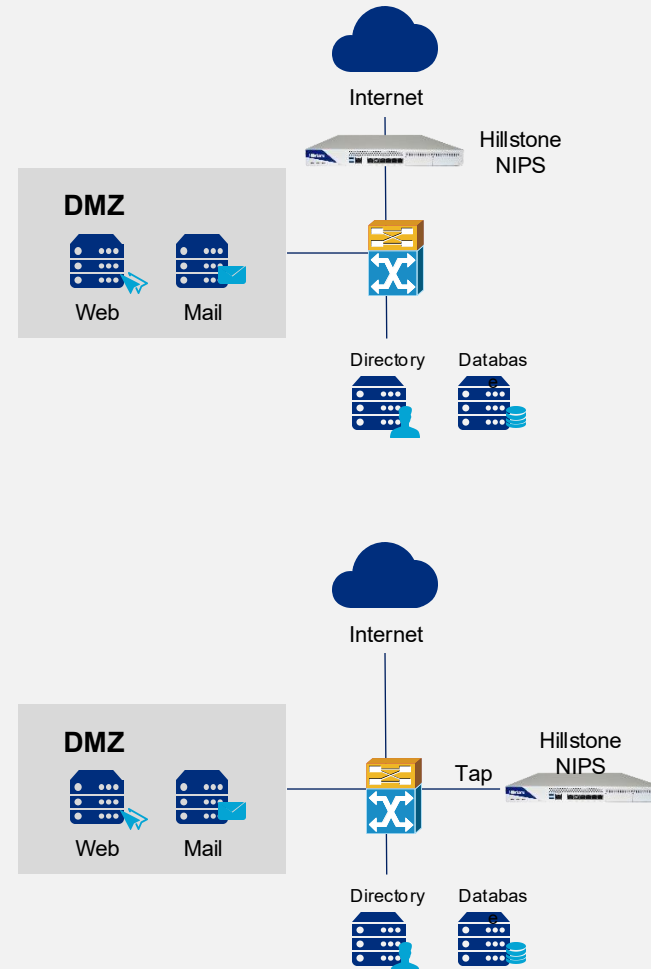 Internet
Hillstone
NIPS
DMZ
Web
Mail
Directory
Databas
e
Internet
Hillstone
NIPS
DMZ
Tap
Web
Mail
Directory
Databas
e